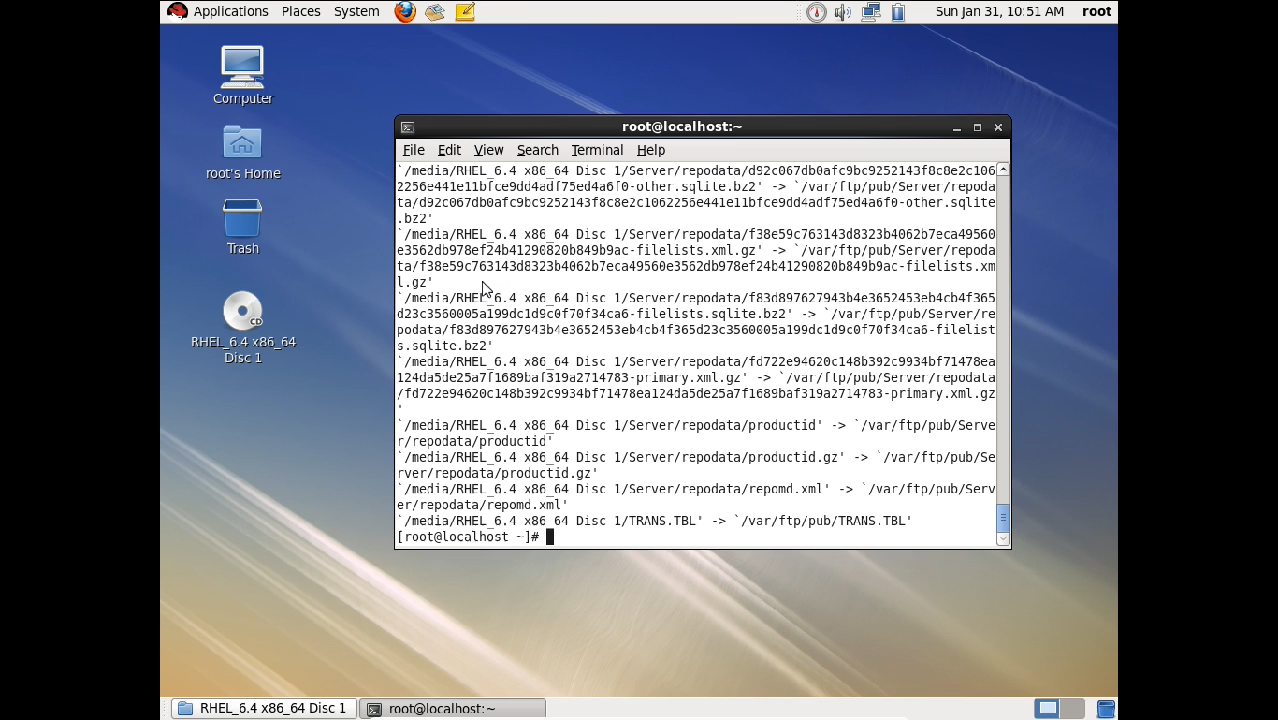 Applications Places System Sun Jan 31, 10:51 AM root
Computer
root's Home
Trash
CD
RHEL_6.4 x86_64
Disc 1
root@localhost:~
File Edit View Search Terminal Help
`/media/RHEL_6.4 x86_64 Disc 1/Server/repodata/d92c067db0afc9bc9252143f8c8e2c106
2256e441e11bfce9dd4adf75ed4a6f0-other.sqlite.bz2' -> `/var/ftp/pub/Server/repoda
ta/d92c067db0afc9bc9252143f8c8e2c1062256e441e11bfce9dd4adf75ed4a6f0-other.sqlite
.bz2'
`/media/RHEL_6.4 x86_64 Disc 1/Server/repodata/f38e59c763143d8323b4062b7eca49560
e3562db978ef24b41290820b849b9ac-filelists.xml.gz' -> `/var/ftp/pub/Server/repoda
ta/f38e59c763143d8323b4062b7eca49560e3562db978ef24b41290820b849b9ac-filelists.xm
l.gz'
`/media/RHEL_6.4 x86_64 Disc 1/Server/repodata/f83d897627943b4e3652453eb4cb4f365
d23c3560005a199dc1d9c0f70f34ca6-filelists.sqlite.bz2' -> `/var/ftp/pub/Server/re
podata/f83d897627943b4e3652453eb4cb4f365d23c3560005a199dc1d9c0f70f34ca6-filelist
s.sqlite.bz2'
`/media/RHEL_6.4 x86_64 Disc 1/Server/repodata/fd722e94620c148b392c9934bf71478ea
124da5de25a7f1689baf319a2714783-primary.xml.gz' -> `/var/ftp/pub/Server/repodata
/fd722e94620c148b392c9934bf71478ea124da5de25a7f1689baf319a2714783-primary.xml.gz
'
`/media/RHEL_6.4 x86_64 Disc 1/Server/repodata/productid' -> `/var/ftp/pub/Serve
r/repodata/productid'
`/media/RHEL_6.4 x86_64 Disc 1/Server/repodata/productid.gz' -> `/var/ftp/pub/Se
rver/repodata/productid.gz'
`/media/RHEL_6.4 x86_64 Disc 1/Server/repodata/repomd.xml' -> `/var/ftp/pub/Serv
er/repodata/repomd.xml'
`/media/RHEL_6.4 x86_64 Disc 1/TRANS.TBL' -> `/var/ftp/pub/TRANS.TBL'
[root@localhost ~]#
RHEL_6.4 x86_64 Disc 1 root@localhost:~